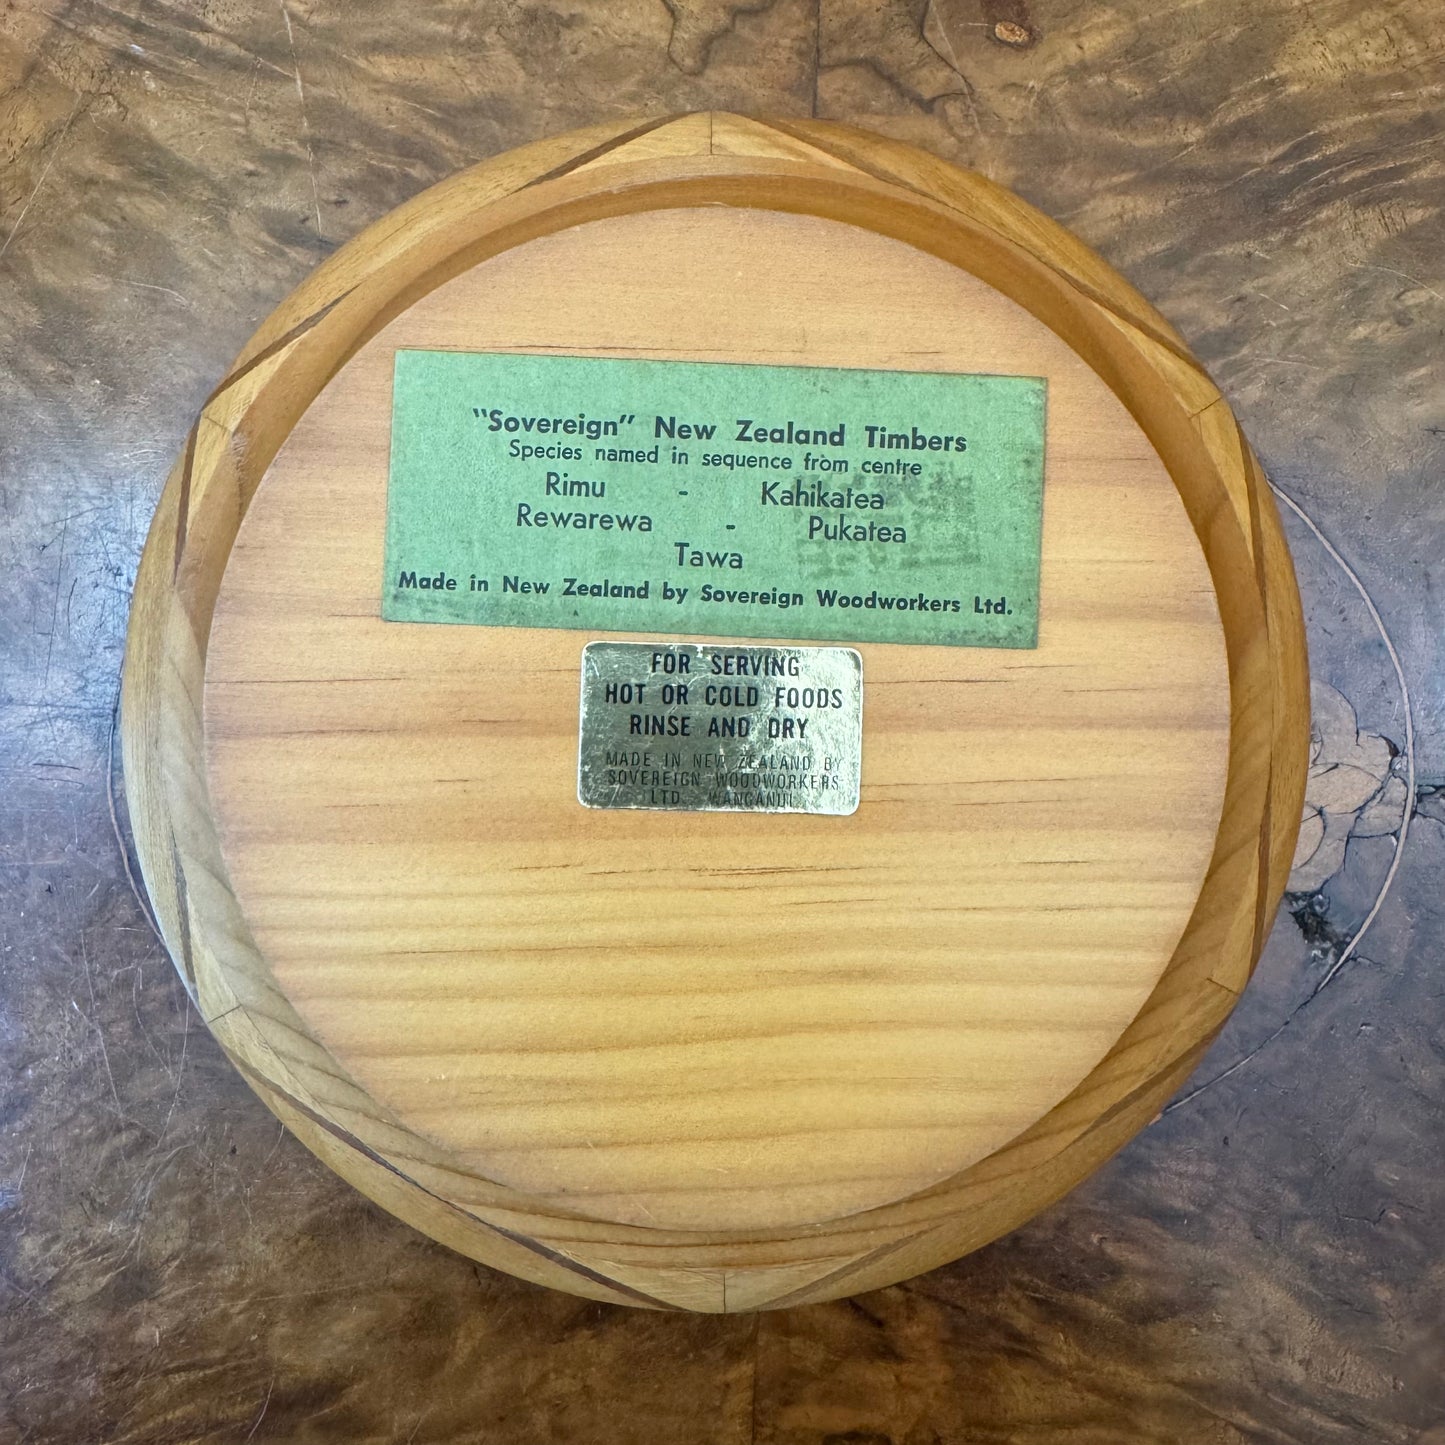 "Sovereign" New Zealand Timbers
Species named in sequence from centre
Rimu - Kahikatea
Rewarewa - Pukatea
Tawa
Made in New Zealand by Sovereign Woodworkers Ltd.
FOR SERVING
HOT OR COLD FOODS
RINSE AND DRY
MADE IN NEW ZEALAND BY
SOVEREIGN WOODWORKERS
LTD. WANGANUI